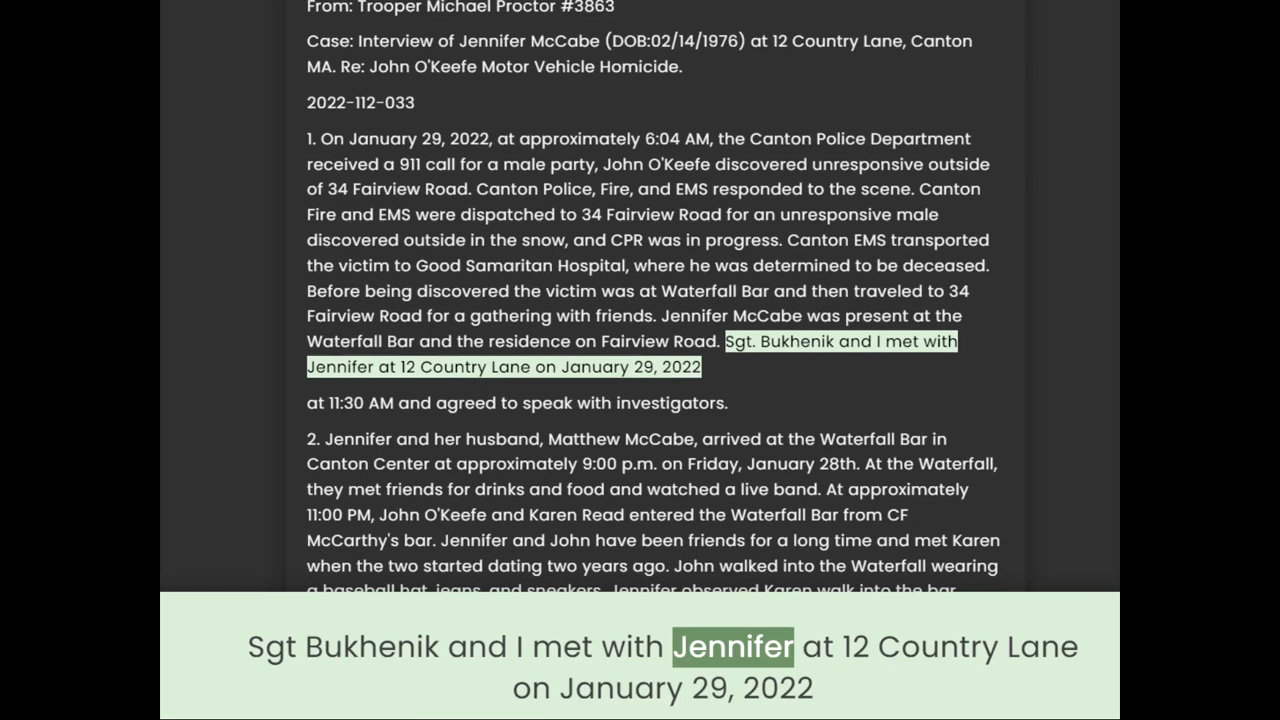 From: Trooper Michael Proctor #3863
Case: Interview of Jennifer McCabe (DOB:02/14/1976) at 12 Country Lane, Canton
MA. Re: John O'Keefe Motor Vehicle Homicide.
2022-112-033
1. On January 29, 2022, at approximately 6:04 AM, the Canton Police Department
received a 911 call for a male party, John O'Keefe discovered unresponsive outside
of 34 Fairview Road. Canton Police, Fire, and EMS responded to the scene. Canton
Fire and EMS were dispatched to 34 Fairview Road for an unresponsive male
discovered outside in the snow, and CPR was in progress. Canton EMS transported
the victim to Good Samaritan Hospital, where he was determined to be deceased.
Before being discovered the victim was at Waterfall Bar and then traveled to 34
Fairview Road for a gathering with friends. Jennifer McCabe was present at the
Waterfall Bar and the residence on Fairview Road. Sgt. Bukhenik and I met with
Jennifer at 12 Country Lane on January 29, 2022
at 11:30 AM and agreed to speak with investigators.
2. Jennifer and her husband, Matthew McCabe, arrived at the Waterfall Bar in
Canton Center at approximately 9:00 p.m. on Friday, January 28th. At the Waterfall,
they met friends for drinks and food and watched a live band. At approximately
11:00 PM, John O'Keefe and Karen Read entered the Waterfall Bar from CF
McCarthy's bar. Jennifer and John have been friends for a long time and met Karen
when the two started dating two years ago. John walked into the Waterfall wearing
a baseball hat, jeans, and sneakers. Jennifer observed Karen walk into the bar
Sgt Bukhenik and I met with Jennifer at 12 Country Lane
on January 29, 2022